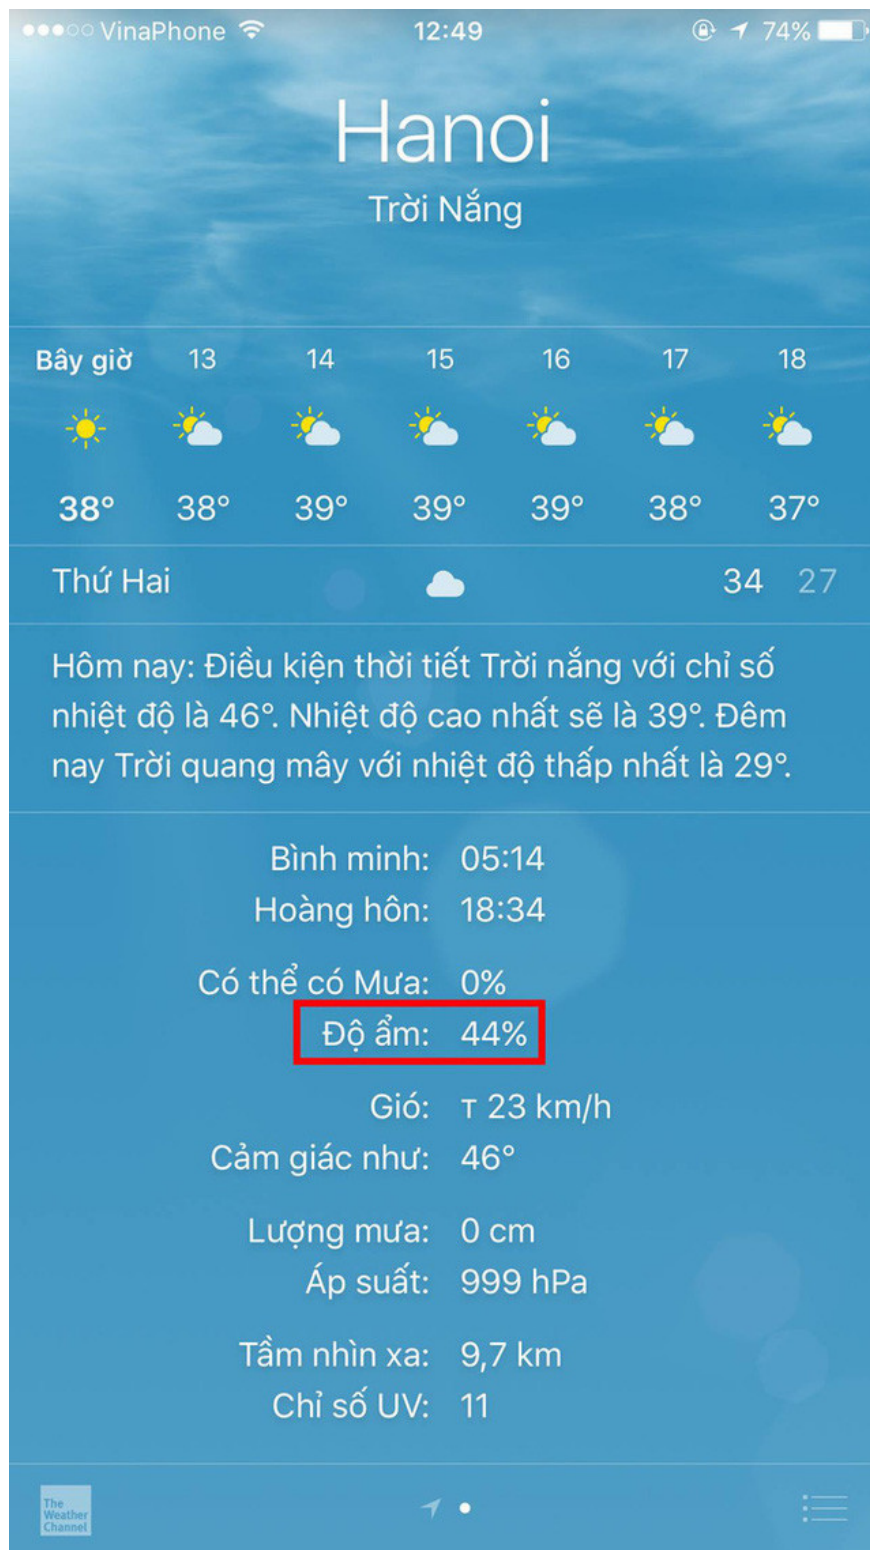 VinaPhone 12:49 74%
Hanoi
Trời Nắng
Bây giờ 13 14 15 16 17 18
38° 38° 39° 39° 39° 38° 37°
Thứ Hai 34 27
Hôm nay: Điều kiện thời tiết Trời nắng với chỉ số
nhiệt độ là 46°. Nhiệt độ cao nhất sẽ là 39°. Đêm
nay Trời quang mây với nhiệt độ thấp nhất là 29°.
Bình minh: 05:14
Hoàng hôn: 18:34
Có thể có Mưa: 0%
Độ ẩm: 44%
Gió: т 23 km/h
Cảm giác như: 46°
Lượng mưa: 0 cm
Áp suất: 999 hPa
Tầm nhìn xa: 9,7 km
Chỉ số UV: 11
The
Weather
Channel